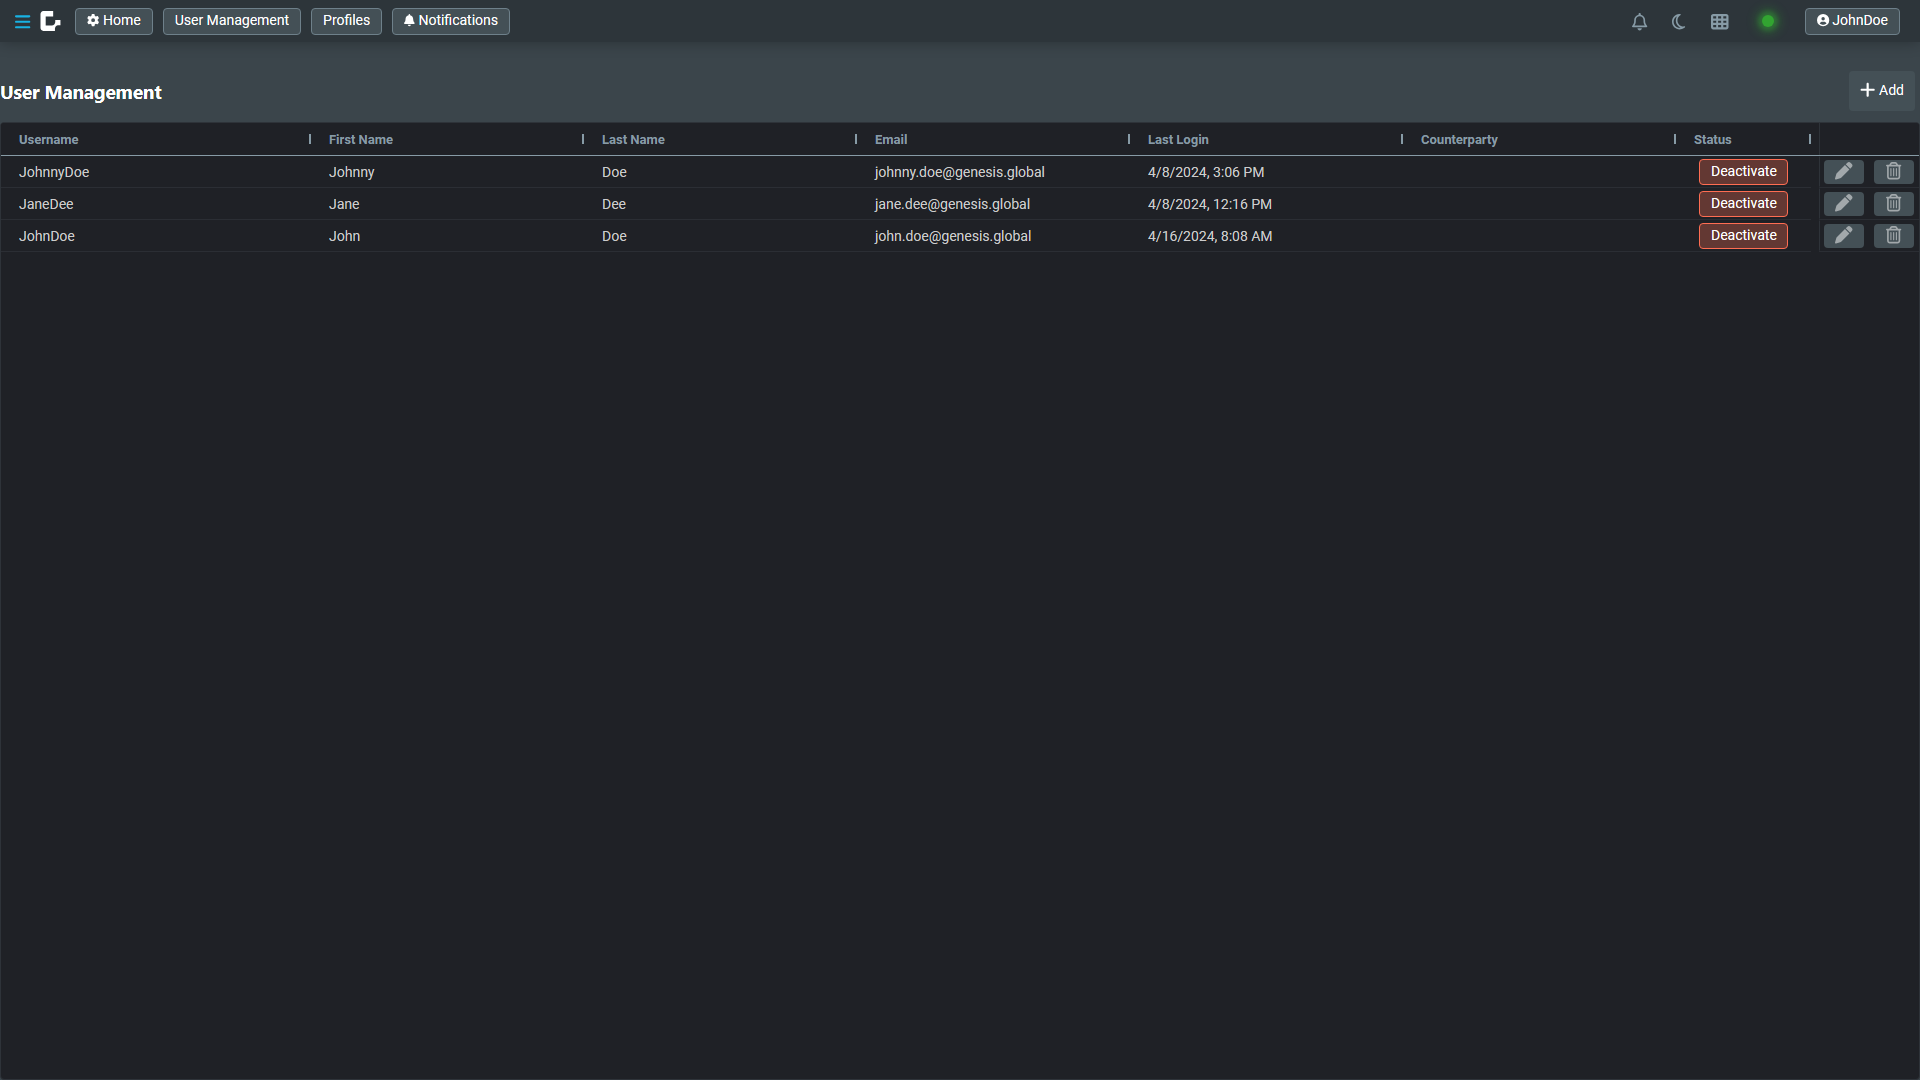 Home User Management Profiles Notifications JohnDoe
User Management
Add
Username First Name Last Name Email Last Login Counterparty Status
JohnnyDoe Johnny Doe johnny.doe@genesis.global 4/8/2024, 3:06 PM Deactivate
JaneDee Jane Dee jane.dee@genesis.global 4/8/2024, 12:16 PM Deactivate
JohnDoe John Doe john.doe@genesis.global 4/16/2024, 8:08 AM Deactivate